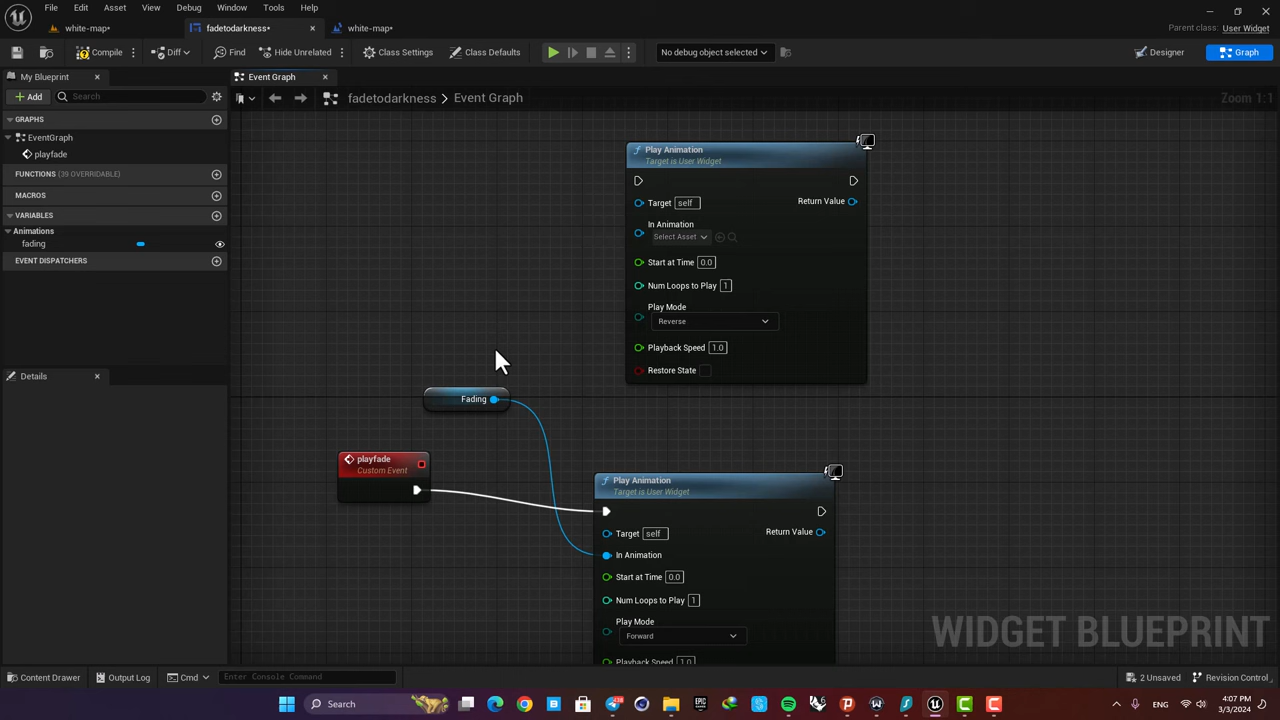 File Edit Asset View Debug Window Tools Help
Parent class: User Widget
white-map* fadetodarkness* white-map*
Compile Diff Find Hide Unrelated Class Settings Class Defaults No debug object selected Designer Graph
My Blueprint Event Graph
Add Search fadetodarkness > Event Graph Zoom 1:1
GRAPHS
EventGraph
playfade
FUNCTIONS (39 OVERRIDABLE)
MACROS
VARIABLES
Animations
fading
EVENT DISPATCHERS
Details
Play Animation
Target is User Widget
Target self Return Value
In Animation
Select Asset
Start at Time 0.0
Num Loops to Play 1
Play Mode
Reverse
Playback Speed 1.0
Restore State
Fading
playfade
Custom Event
Play Animation
Target is User Widget
Target self Return Value
In Animation
Start at Time 0.0
Num Loops to Play 1
Play Mode
Forward
Playback Speed 1.0
WIDGET BLUEPRINT
Content Drawer Output Log Cmd Enter Console Command 2 Unsaved Revision Control
Search
4:07 PM
3/3/2024